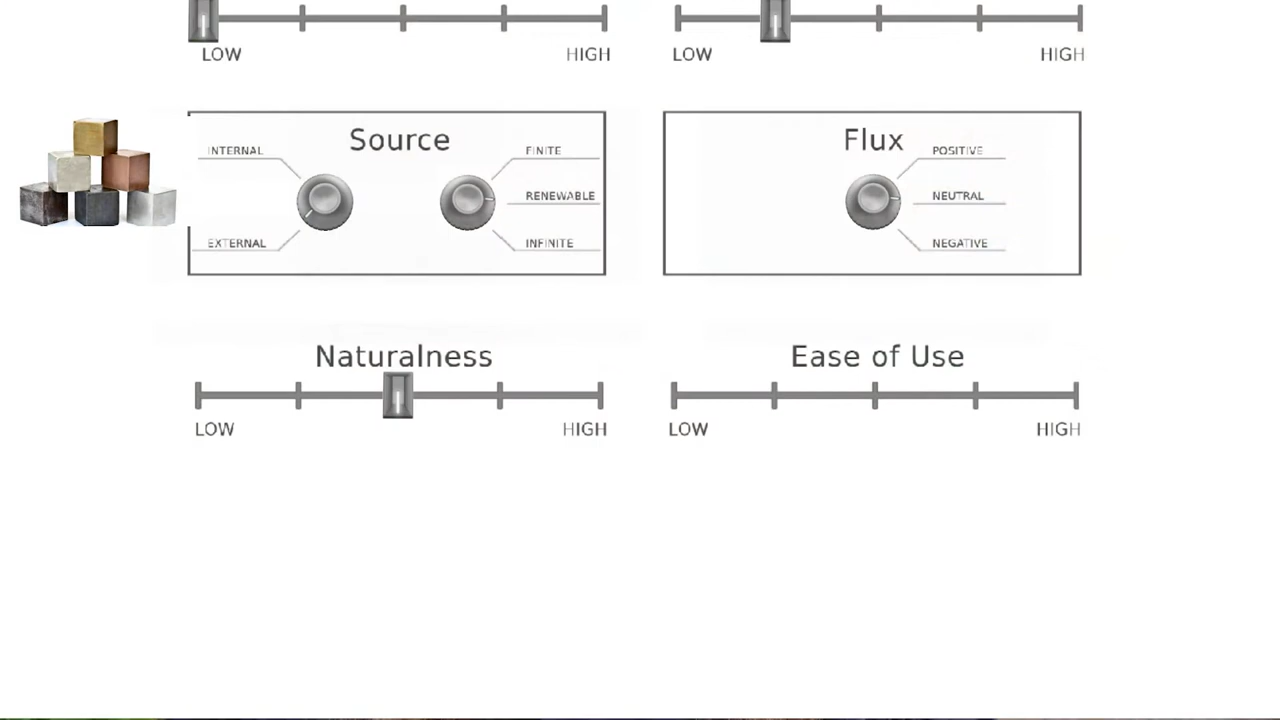 LOW HIGH LOW HIGH
Source
INTERNAL
FINITE
RENEWABLE
EXTERNAL
INFINITE
Flux
POSITIVE
NEUTRAL
NEGATIVE
Naturalness
LOW HIGH
Ease of Use
LOW HIGH